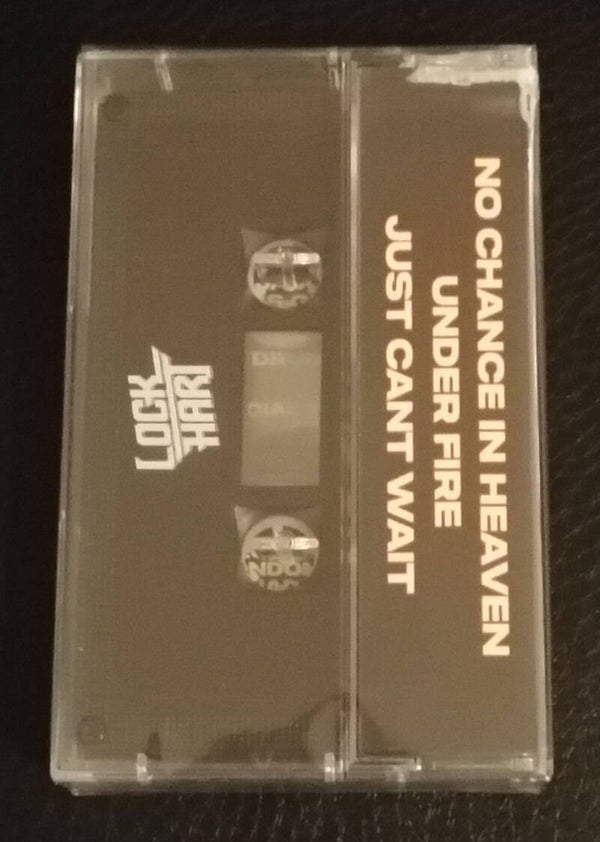 NO CHANCE IN HEAVEN
UNDER FIRE
JUST CANT WAIT
LOCK
HART